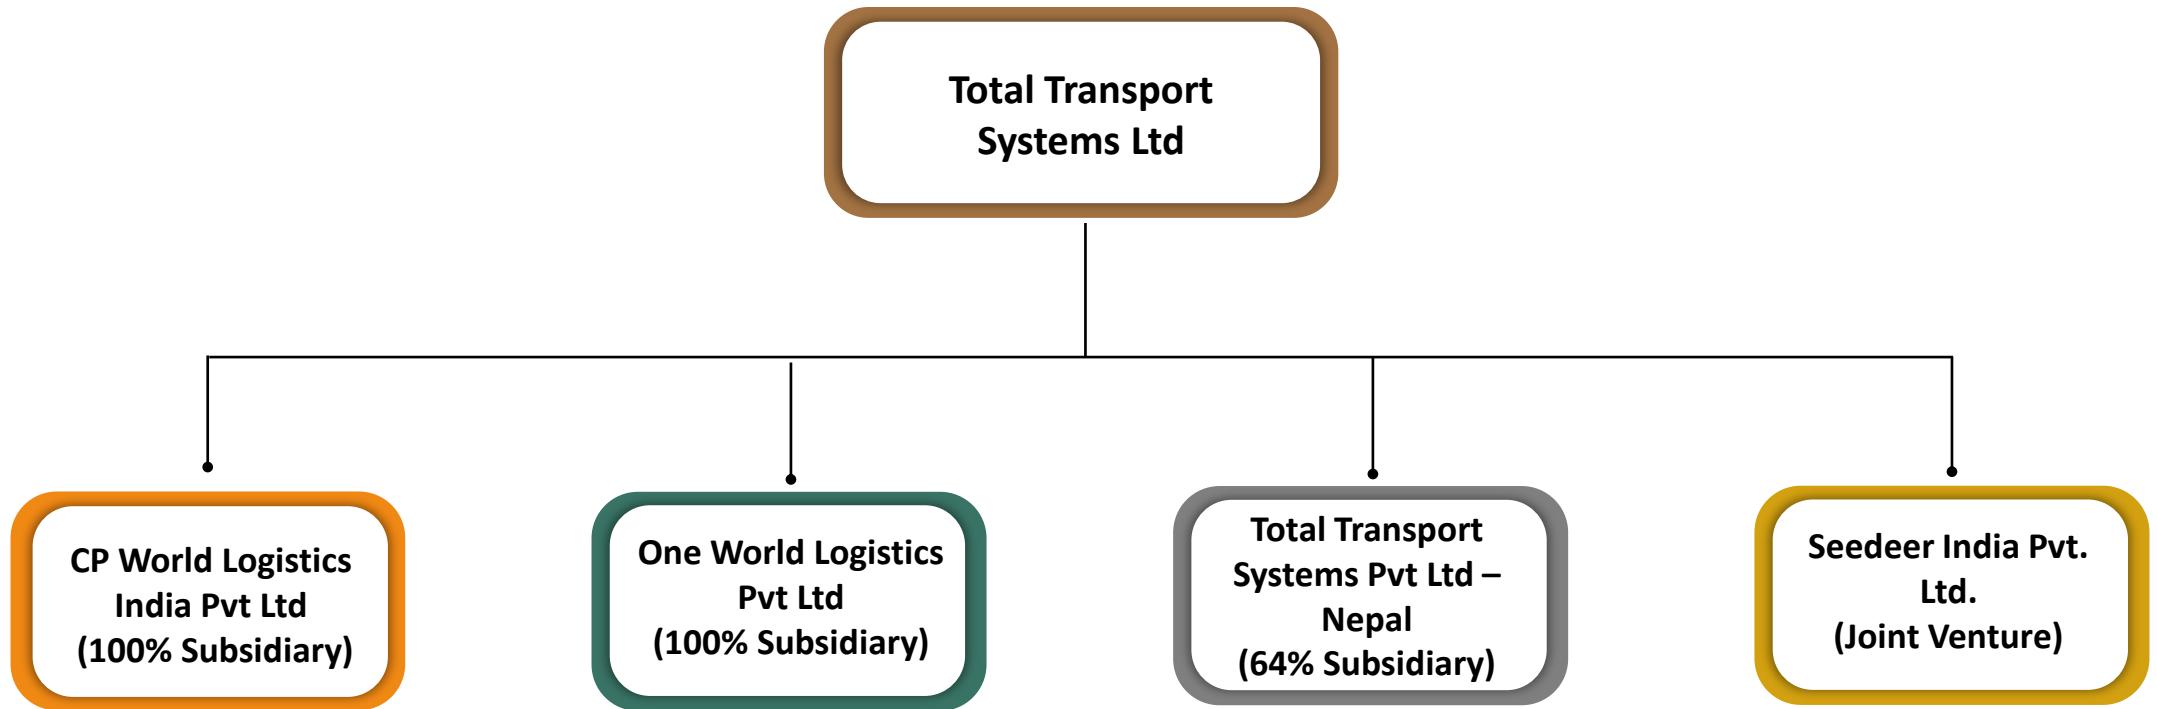 Total Transport
Systems Ltd
CP World Logistics
India Pvt Ltd
(100% Subsidiary)
One World Logistics
Pvt Ltd
(100% Subsidiary)
Total Transport
Systems Pvt Ltd –
Nepal
(64% Subsidiary)
Seedeer India Pvt.
Ltd.
(Joint Venture)